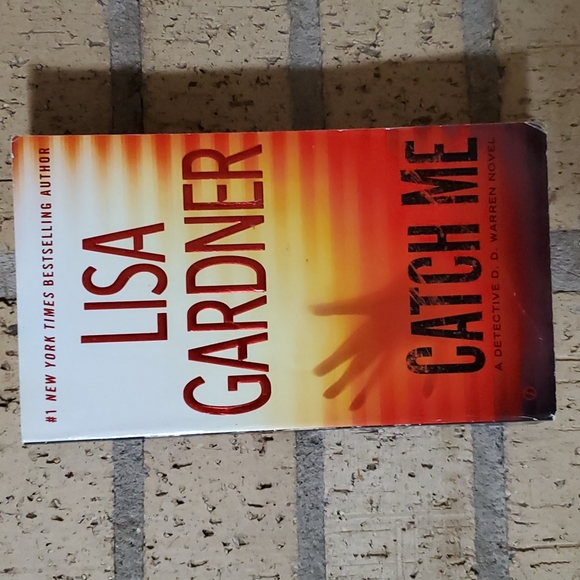 #1 NEW YORK TIMES BESTSELLING AUTHOR
LISA
GARDNER
CATCH ME
A DETECTIVE D. D. WARREN NOVEL